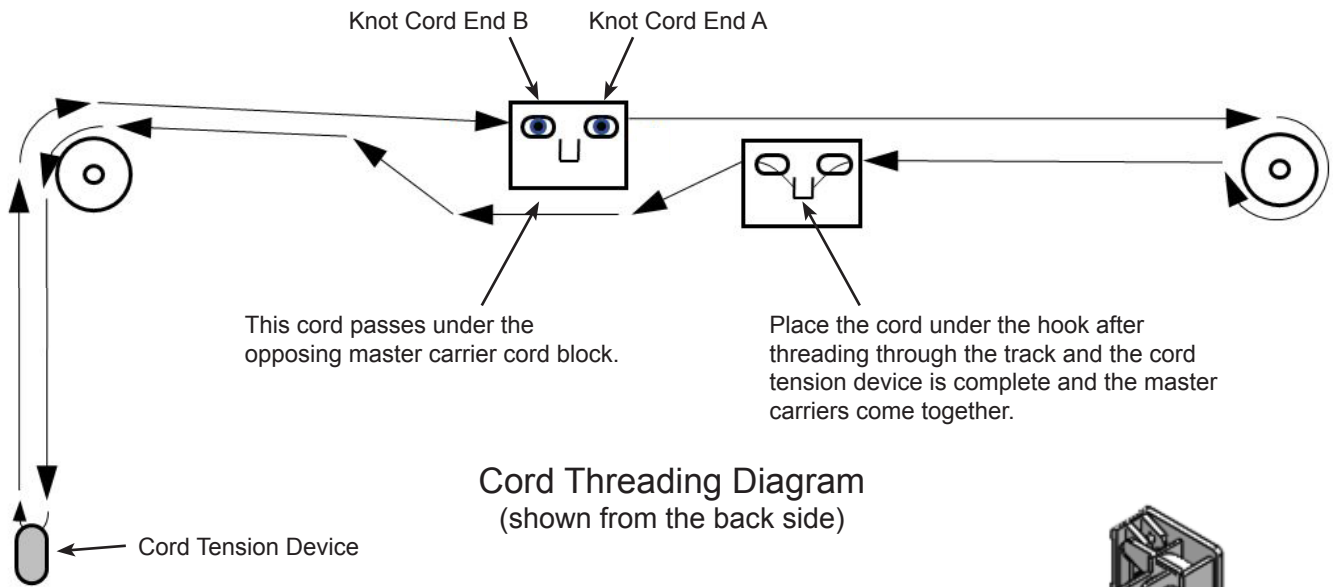 Knot Cord End B
Knot Cord End A
This cord passes under the
opposing master carrier cord block.
Place the cord under the hook after
threading through the track and the cord
tension device is complete and the master
carriers come together.
Cord Threading Diagram
(shown from the back side)
Cord Tension Device